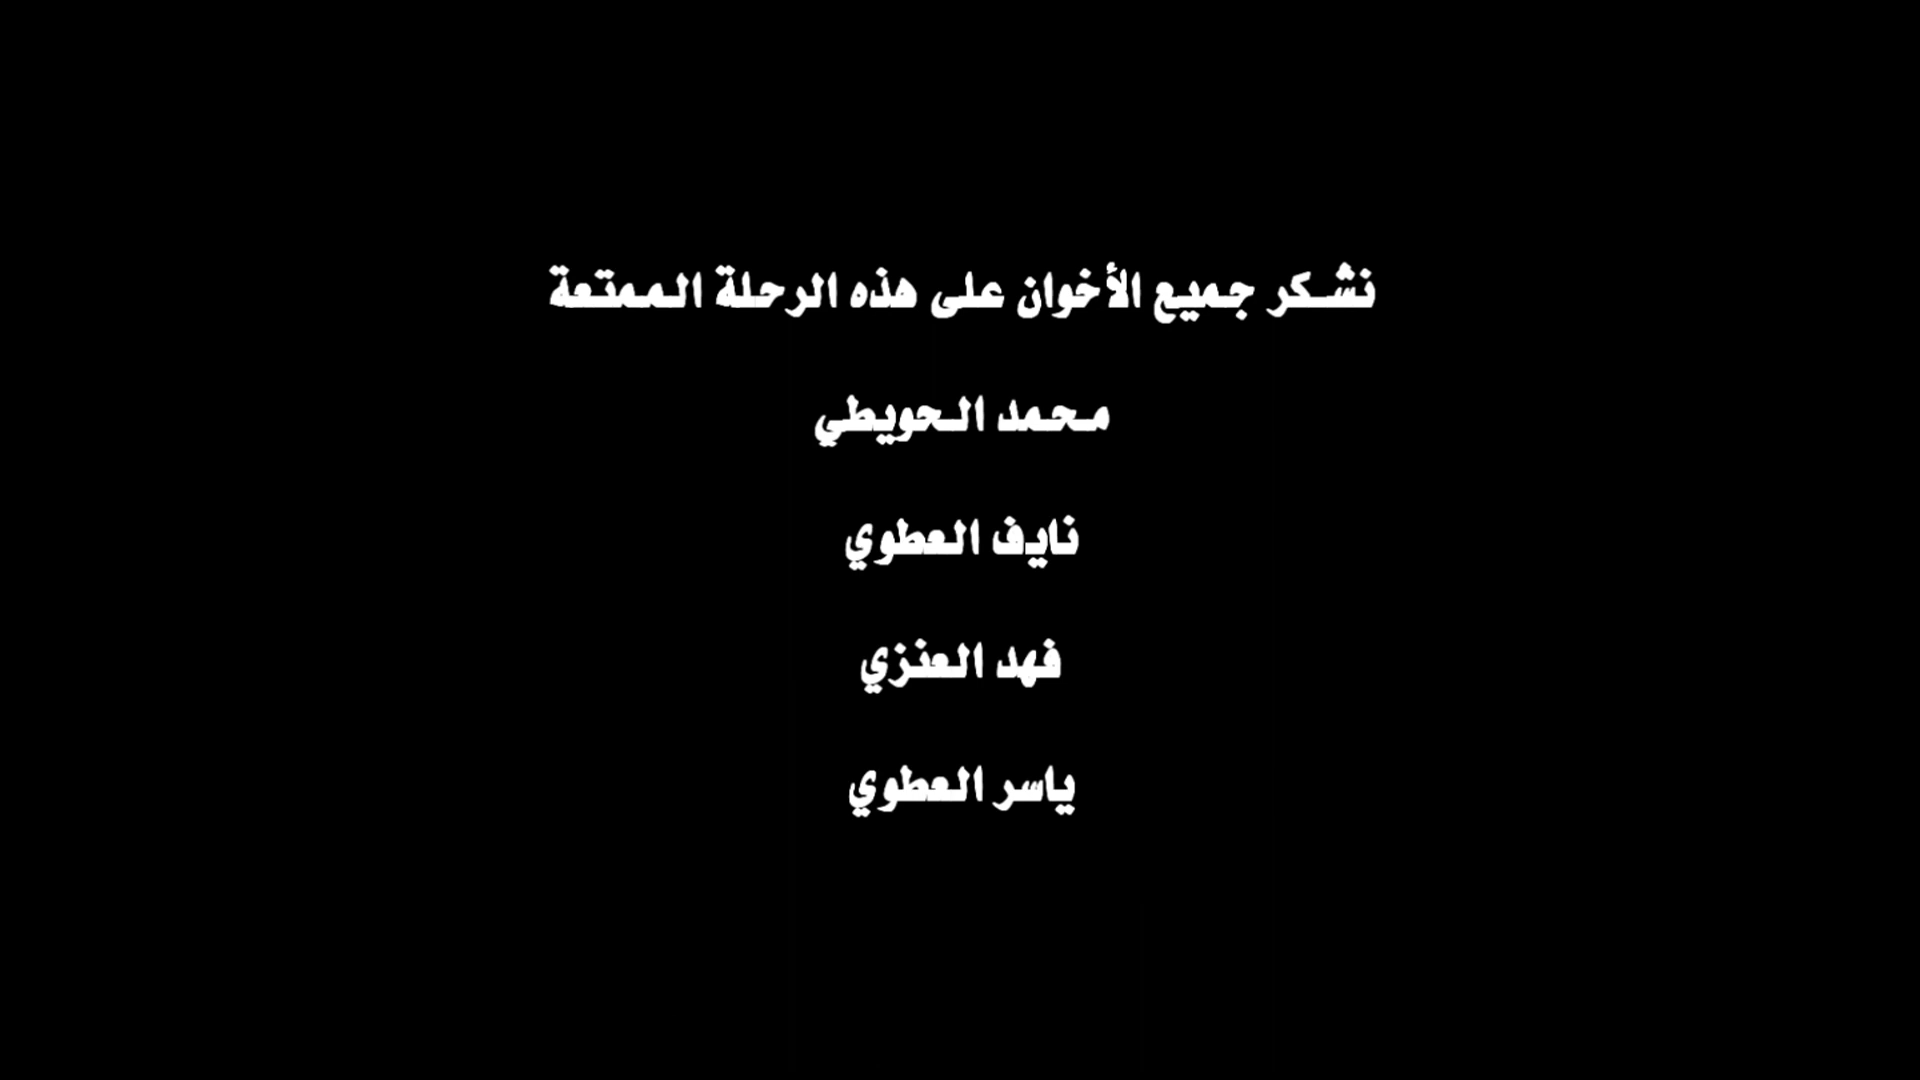 نشكر جميع الأخوان على هذه الرحلة الممتعة
محمد الحويطي
نايف العطوي
فهد العنزي
ياسر العطوي